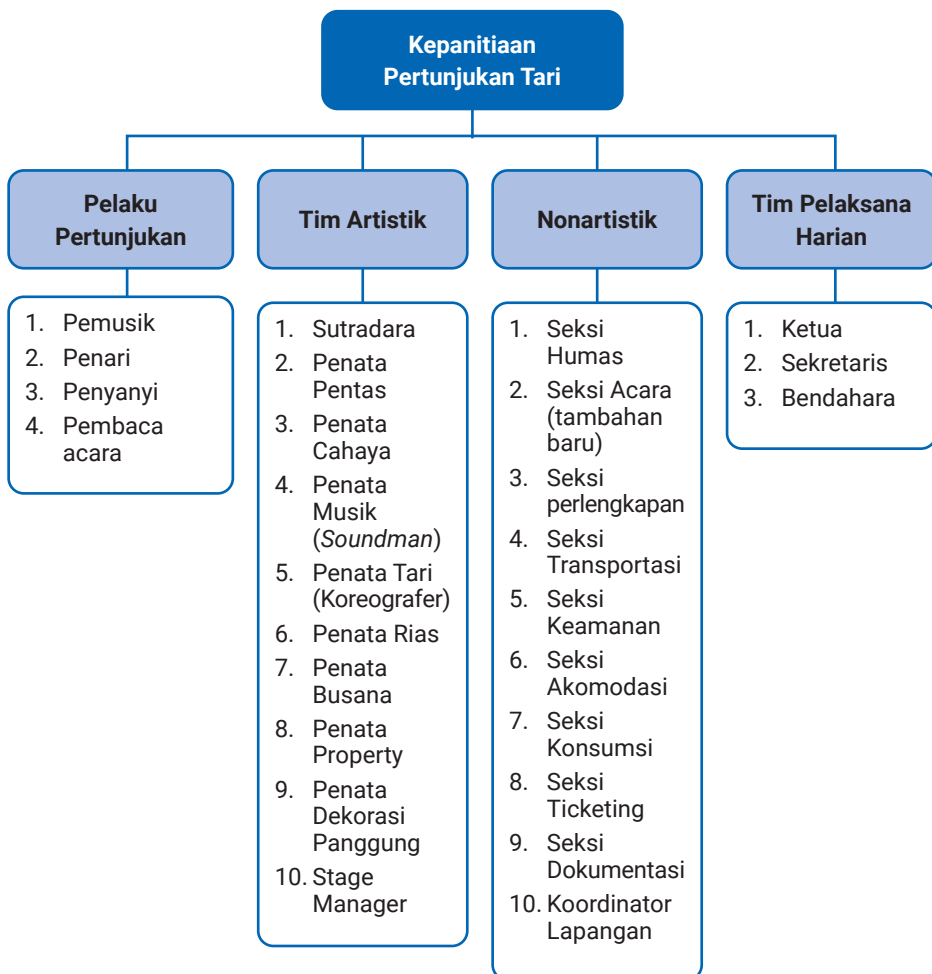 Kepanitiaan
Pertunjukan Tari
Pelaku
Pertunjukan
1. Pemusik
2. Penari
3. Penyanyi
4. Pembaca
acara
Tim Artistik
1. Sutradara
2. Penata
Pentas
3. Penata
Cahaya
4. Penata
Musik
(Soundman)
5. Penata Tari
(Koreografer)
6. Penata Rias
7. Penata
Busana
8. Penata
Property
9. Penata
Dekorasi
Panggung
10. Stage
Manager
Nonartistik
1. Seksi
Humas
2. Seksi Acara
(tambahan
baru)
3. Seksi
perlengkapan
4. Seksi
Transportasi
5. Seksi
Keamanan
6. Seksi
Akomodasi
7. Seksi
Konsumsi
8. Seksi
Ticketing
9. Seksi
Dokumentasi
10. Koordinator
Lapangan
Tim Pelaksana
Harian
1. Ketua
2. Sekretaris
3. Bendahara